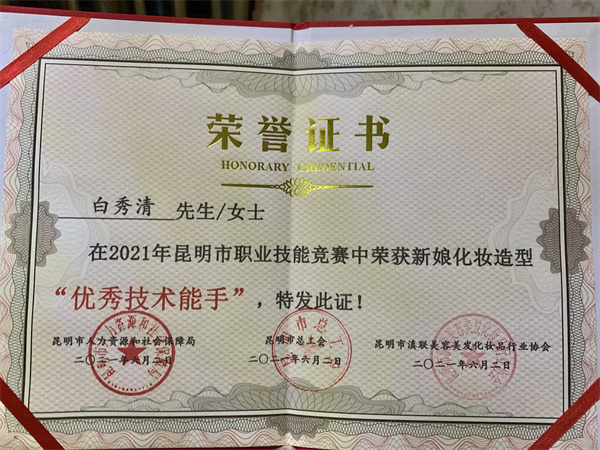 荣誉证书
HONORARY CREDENTIAL
白秀清 先生/女士
在2021年昆明市职业技能竞赛中荣获新娘化妆造型
“优秀技术能手”，特发此证！
昆明市人力资源和社会保障局 昆明市总工会 昆明市滇联美容美发化妆品行业协会
二〇二一年六月二日 二〇二一年六月二日 二〇二一年六月二日